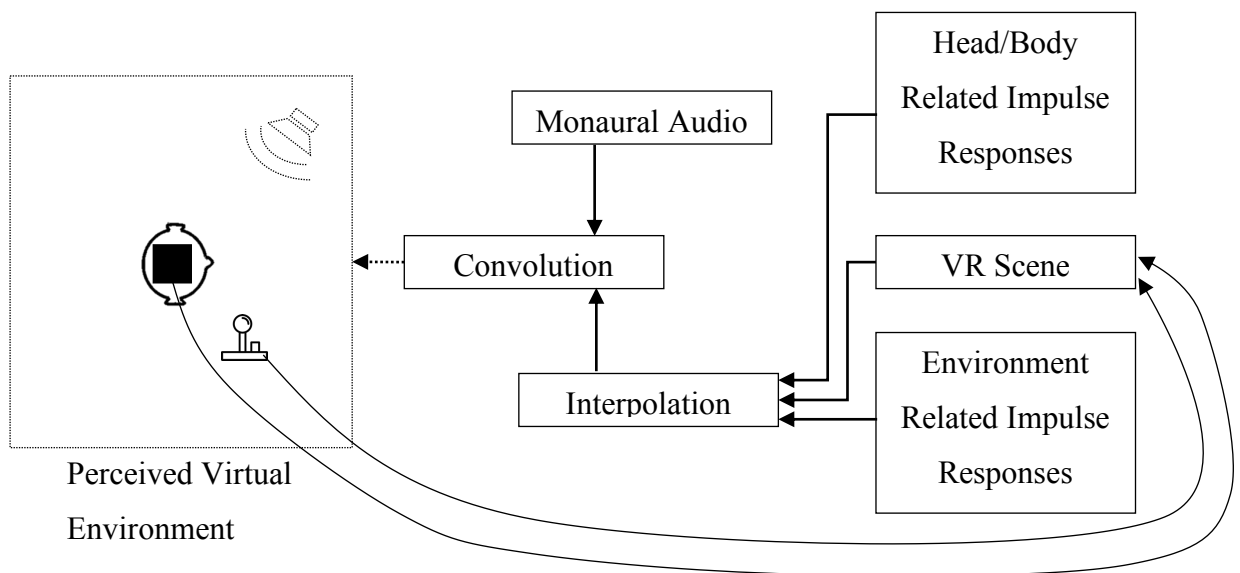 Head/Body
Related Impulse
Responses
Monaural Audio
Convolution
VR Scene
Interpolation
Environment
Related Impulse
Responses
Perceived Virtual
Environment